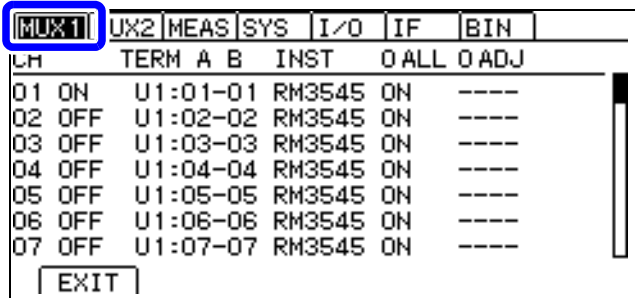 MUX1 UX2 MEAS SYS I/O IF BIN
CH TERM A B INST 0 ALL 0 ADJ
01 ON U1:01-01 RM3545 ON ----
02 OFF U1:02-02 RM3545 ON ----
03 OFF U1:03-03 RM3545 ON ----
04 OFF U1:04-04 RM3545 ON ----
05 OFF U1:05-05 RM3545 ON ----
06 OFF U1:06-06 RM3545 ON ----
07 OFF U1:07-07 RM3545 ON ----
EXIT